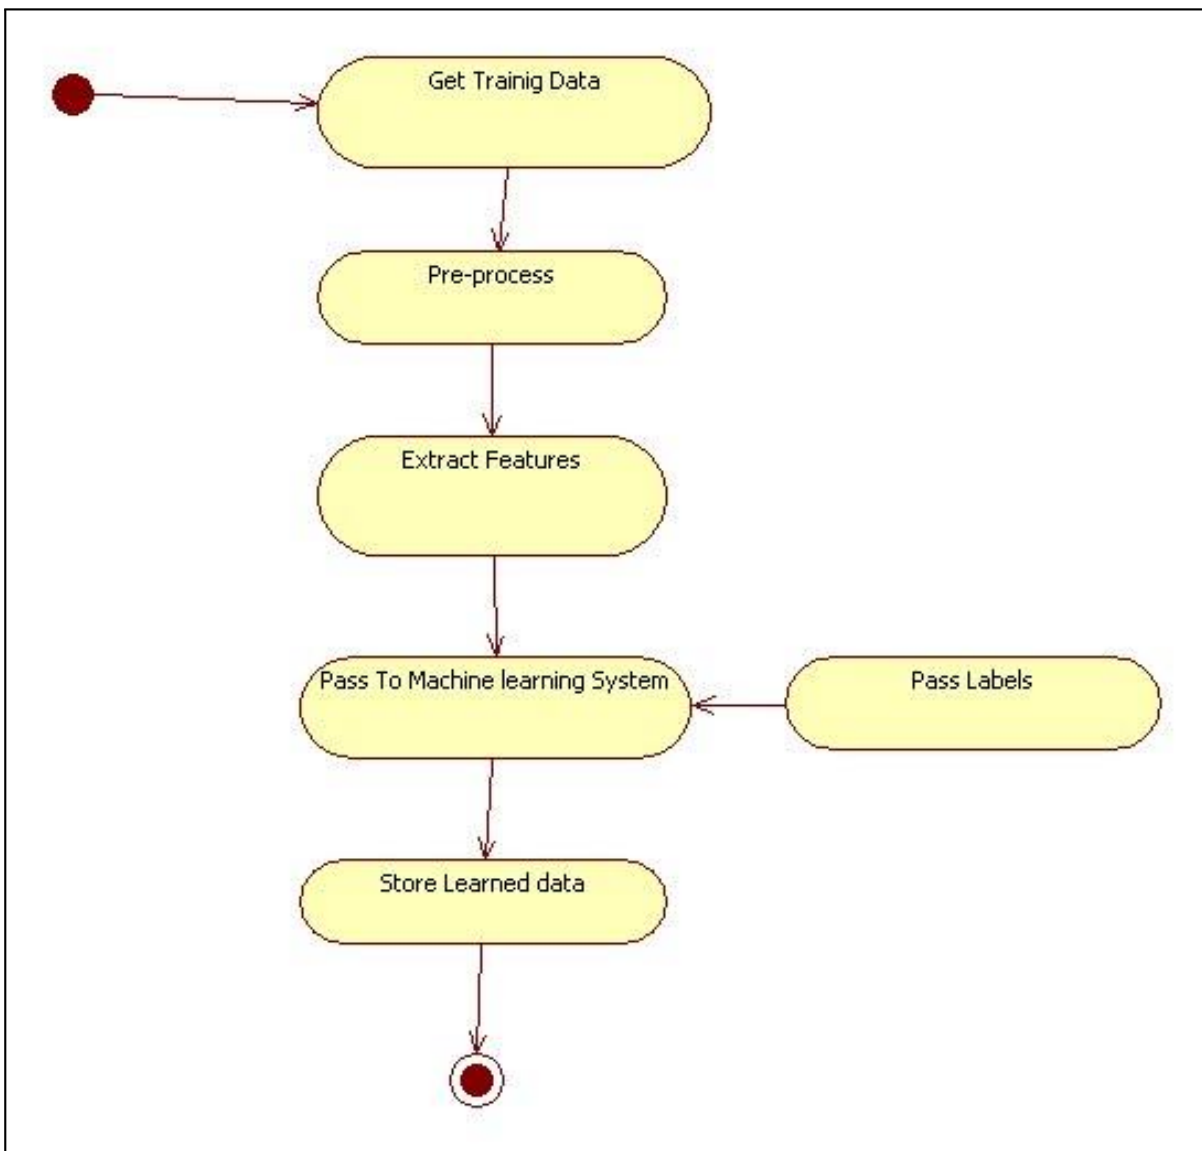 Get Trainig Data
Pre-process
Extract Features
Pass To Machine learning System
Pass Labels
Store Learned data